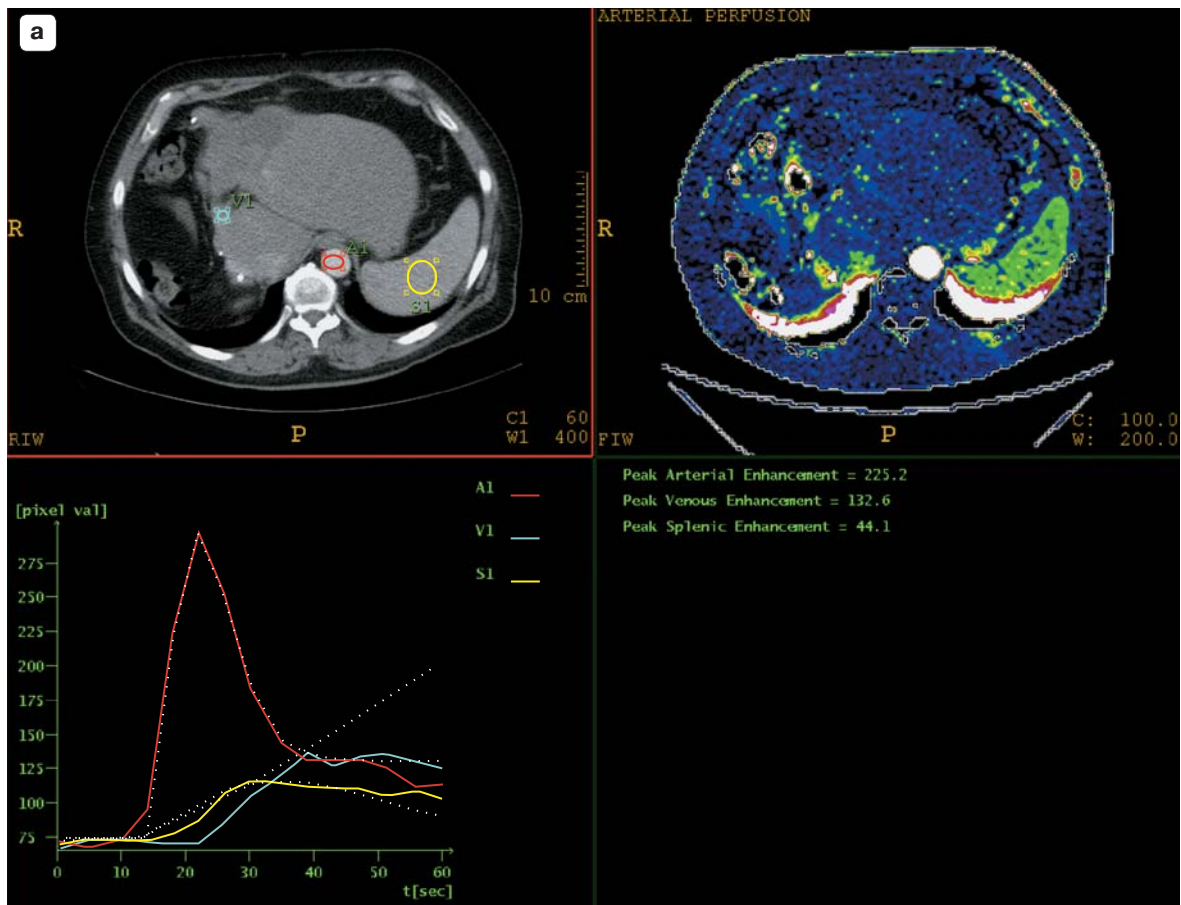 a
ARTERIAL PERFUSION
V1
R
A1
S1
10 cm
C1 60
W1 400
RIW
P
R
C: 100.0
W: 200.0
FIW
P
A1
V1
S1
[pixel val]
275
250
225
200
175
150
125
100
75
0 10 20 30 40 50 60
t[sec]
Peak Arterial Enhancement = 225.2
Peak Venous Enhancement = 132.6
Peak Splenic Enhancement = 44.1